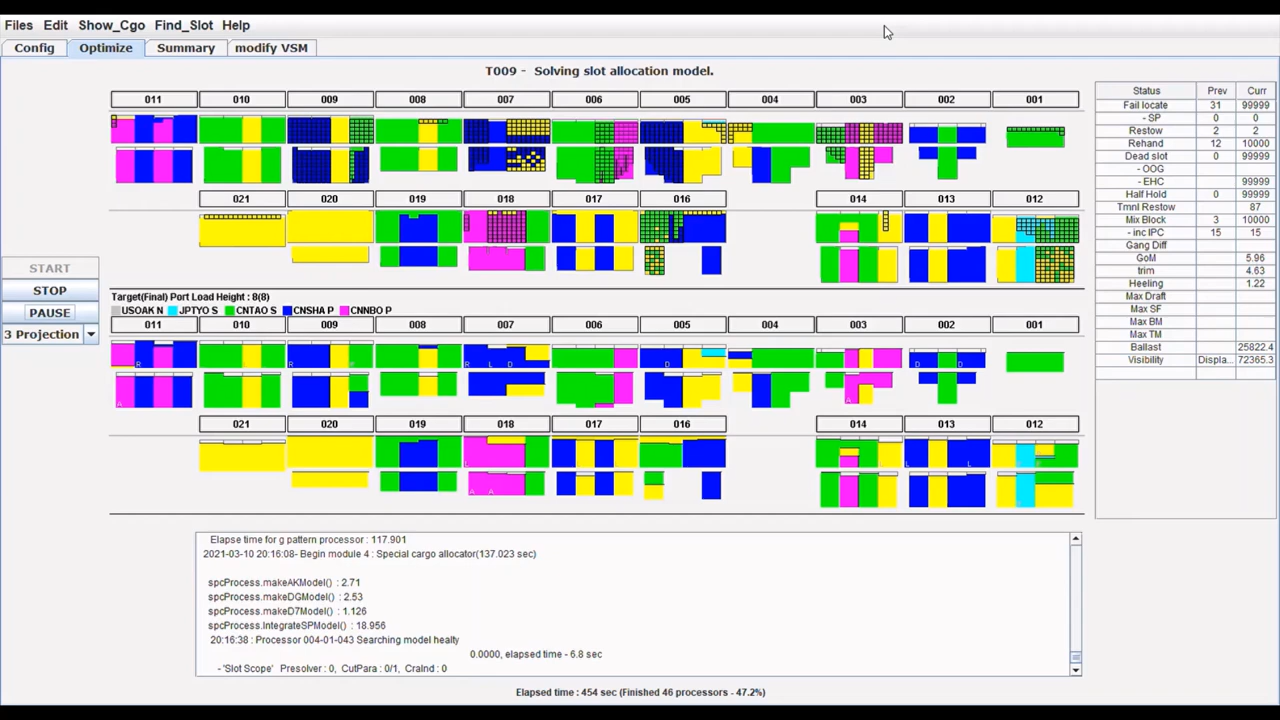 Files Edit Show_Cgo Find_Slot Help
Config Optimize Summary modify VSM
T009 - Solving slot allocation model.
011 010 009 008 007 006 005 004 003 002 001
021 020 019 018 017 016 014 013 012
START
STOP
PAUSE
3 Projection
Target(Final) Port Load Height : 8(8)
USOAK N JPTYO S CNTAO S CNSHA P CNNBO P
011 010 009 008 007 006 005 004 003 002 001
R R F R L D D D D
A A
021 020 019 018 017 016 014 013 012
L L L F
A A
Status Prev Curr
Fail locate 31 99999
- SP 0 0
Restow 2 2
Rehand 12 10000
Dead slot 0 99999
- OOG
- EHC 99999
Half Hold 0 99999
Tmnl Restow 87
Mix Block 3 10000
- inc IPC 15 15
Gang Diff
GoM 5.96
trim 4.63
Heeling 1.22
Max Draft
Max SF
Max BM
Max TM
Ballast 25822.4
Visibility Displa... 72365.3
Elapse time for g pattern processor : 117.901
2021-03-10 20:16:08- Begin module 4 : Special cargo allocator(137.023 sec)
spcProcess.makeAKModel() : 2.71
spcProcess.makeDGModel() : 2.53
spcProcess.makeD7Model() : 1.126
spcProcess.IntegrateSPModel() : 18.956
20:16:38 : Processor 004-01-043 Searching model healty
0.0000, elapsed time - 6.8 sec
- 'Slot Scope' Presolver : 0, CutPara : 0/1, CraInd : 0
Elapsed time : 454 sec (Finished 46 processors - 47.2%)